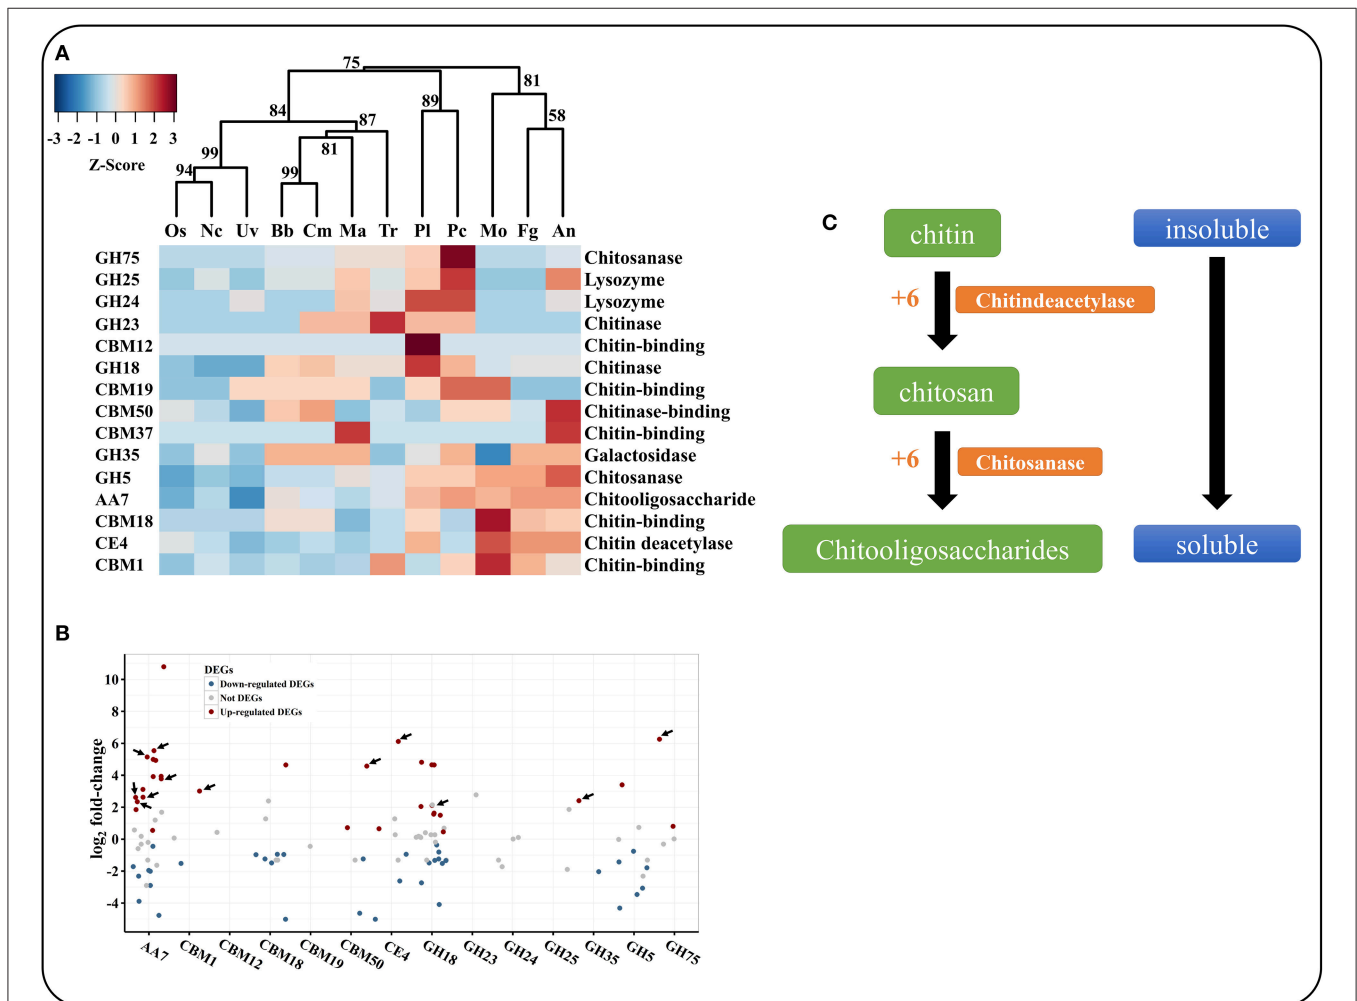 A
75
81
89
84
87
58
99
81
94
99
-3 -2 -1 0 1 2 3
Z-Score
Os Nc Uv Bb Cm Ma Tr Pl Pc Mo Fg An
GH75 Chitosanase
GH25 Lysozyme
GH24 Lysozyme
GH23 Chitinase
CBM12 Chitin-binding
GH18 Chitinase
CBM19 Chitin-binding
CBM50 Chitinase-binding
CBM37 Chitin-binding
GH35 Galactosidase
GH5 Chitosanase
AA7 Chitooligosaccharide
CBM18 Chitin-binding
CE4 Chitin deacetylase
CBM1 Chitin-binding
B
log2 fold-change
10
8
6
4
2
0
-2
-4
DEGs
Down-regulated DEGs
Not DEGs
Up-regulated DEGs
AA7 CBM1 CBM12 CBM18 CBM19 CBM50 CE4 GH18 GH23 GH24 GH25 GH35 GH5 GH75
C
chitin
insoluble
+6
Chitindeacetylase
chitosan
+6
Chitosanase
Chitooligosaccharides
soluble